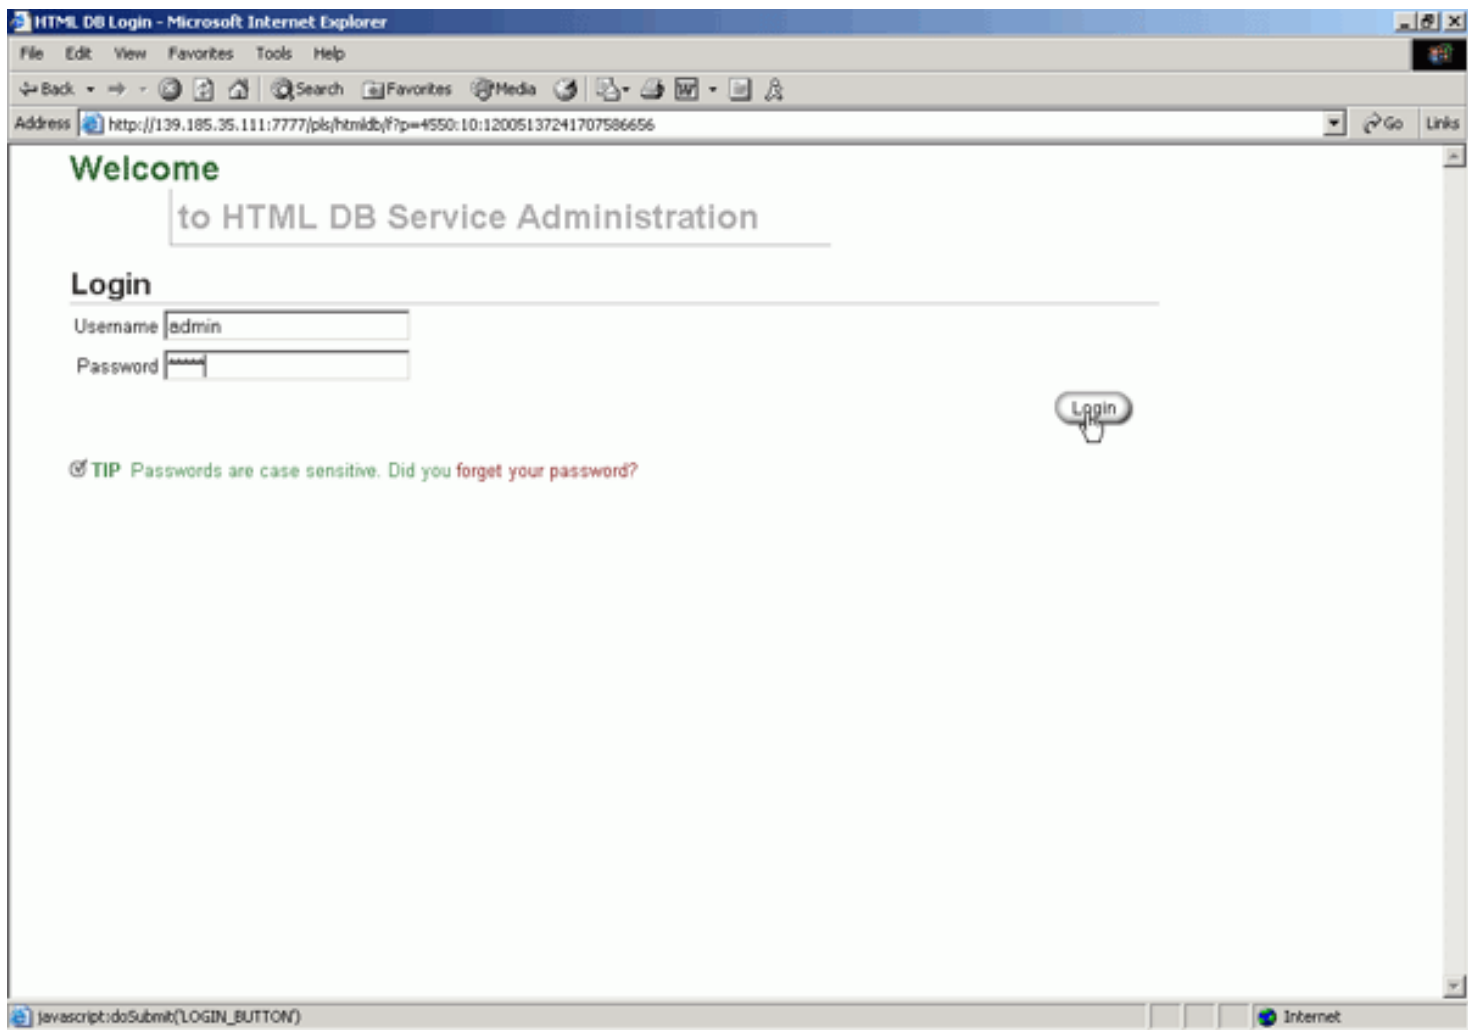 HTML DB Login - Microsoft Internet Explorer
File Edit View Favorites Tools Help
Back Search Favorites Media
Address http://139.185.35.111:7777/pls/htmldb/f?p=4550:10:12005137241707586656 Go Links
Welcome
to HTML DB Service Administration
Login
Username admin
Password *****
Login
TIP Passwords are case sensitive. Did you forget your password?
javascript:doSubmit('LOGIN_BUTTON') Internet